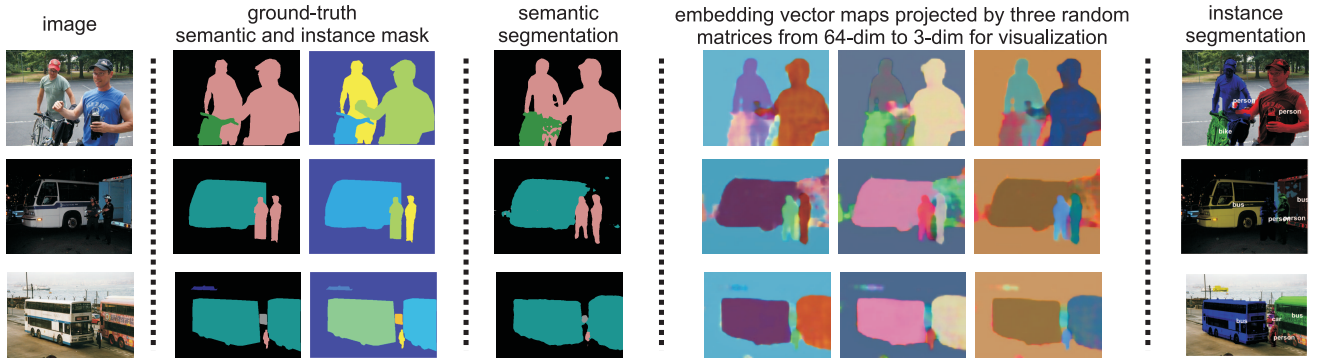 image
ground-truth
semantic and instance mask
semantic
segmentation
embedding vector maps projected by three random
matrices from 64-dim to 3-dim for visualization
instance
segmentation
person
person
bike
bus
bus
person
person
bus
car
bus
person